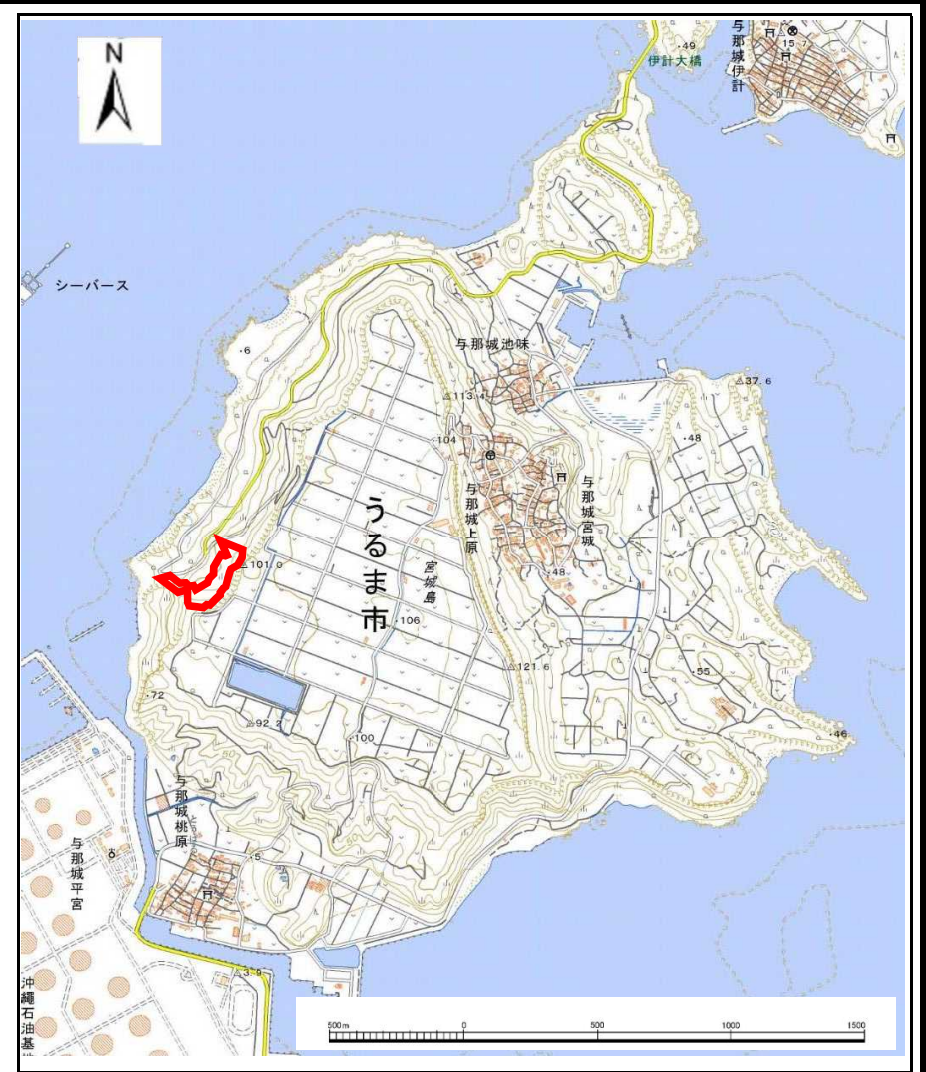 N
・49
伊計大橋
与那城伊計
15.7
シーバース
・6
与那城池味
113.4
37.6
104
・48
与那城上原
与那城宮城
うるま市
宮城島
101.0
・48
・106
121.6
・55
・72
92.2
・100
・46
与那城桃原
・5
与那城平宮
3.9
沖縄石油基地
500m
0
500
1000
1500